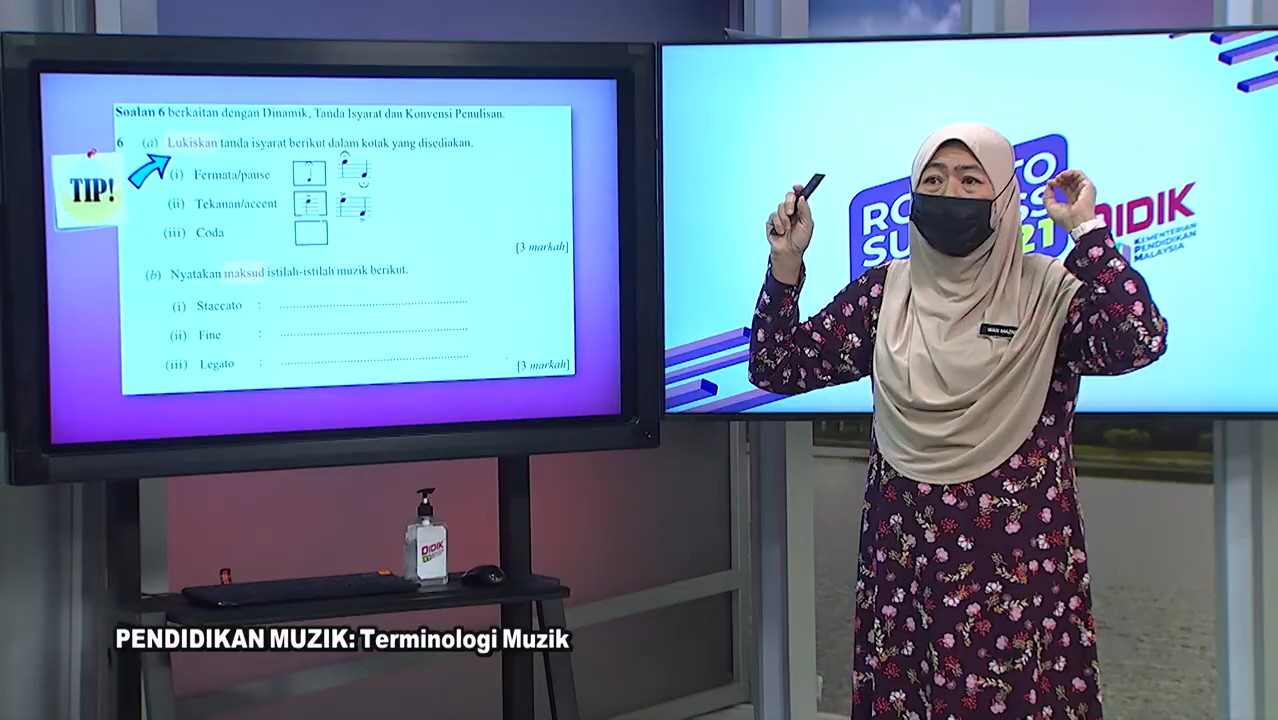 Soalan 6 berkaitan dengan Dinamik, Tanda Isyarat dan Konvensi Penulisan.
6 (a) Lukiskan tanda isyarat berikut dalam kotak yang disediakan.
TIP!
(i) Fermata/pause
(ii) Tekanan/accent
(iii) Coda
[3 markah]
(b) Nyatakan maksud istilah-istilah muzik berikut.
(i) Staccato :
(ii) Fine :
(iii) Legato :
[3 markah]
DIDIK
KEMENTERIAN
PENDIDIKAN
MALAYSIA
WAN
DIDIK
PENDIDIKAN MUZIK: Terminologi Muzik